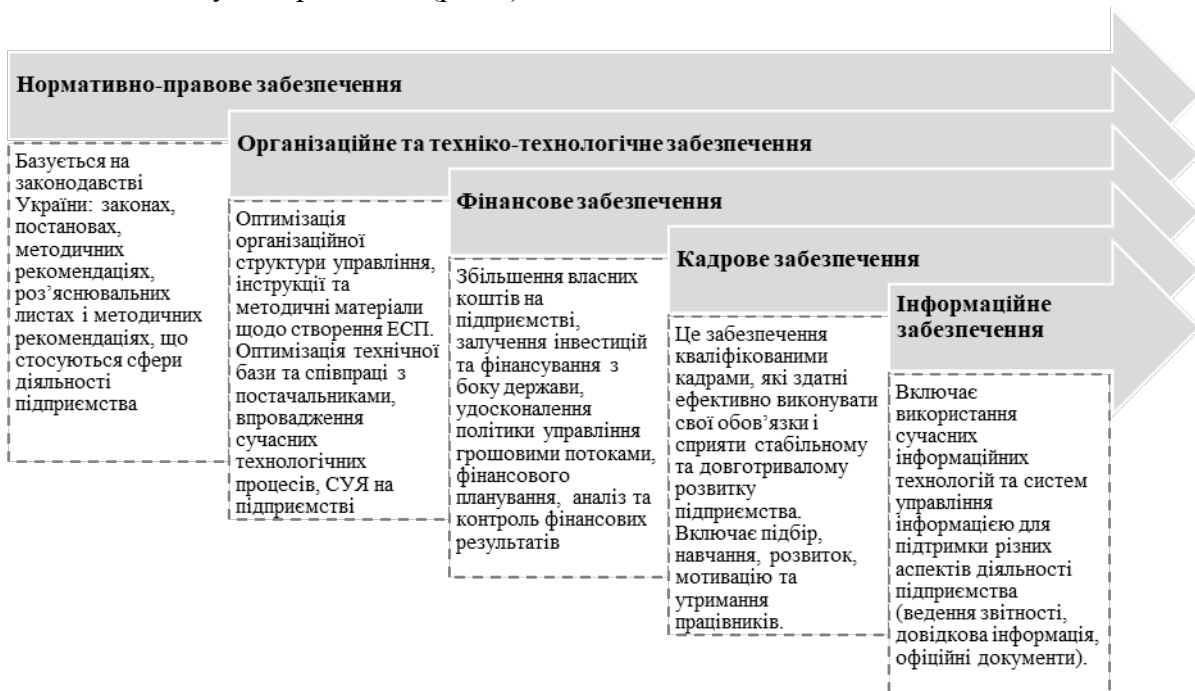 Нормативно-правове забезпечення
Базується на
законодавстві
України: законах,
постановах,
методичних
рекомендаціях,
роз’яснювальних
листах і методичних
рекомендаціях, що
стосуються сфери
діяльності
підприємства
Організаційне та техніко-технологічне забезпечення
Оптимізація
організаційної
структури управління,
інструкції та
методичні матеріали
щодо створення ЕСП.
Оптимізація технічної
бази та співпраці з
постачальниками,
впровадження
сучасних
технологічних
процесів, СУЯ на
підприємстві
Фінансове забезпечення
Збільшення власних
коштів на
підприємстві,
залучення інвестицій
та фінансування з
боку держави,
удосконалення
політики управління
грошовими потоками,
фінансового
планування, аналіз та
контроль фінансових
результатів
Кадрове забезпечення
Це забезпечення
кваліфікованими
кадрами, які здатні
ефективно виконувати
свої обов’язки і
сприяти стабільному
та довготривалому
розвитку
підприємства.
Включає підбір,
навчання, розвиток,
мотивацію та
утримання
працівників.
Інформаційне
забезпечення
Включає
використання
сучасних
інформаційних
технологій та систем
управління
інформацією для
підтримки різних
аспектів діяльності
підприємства
(ведення звітності,
довідкова інформація,
офіційні документи).